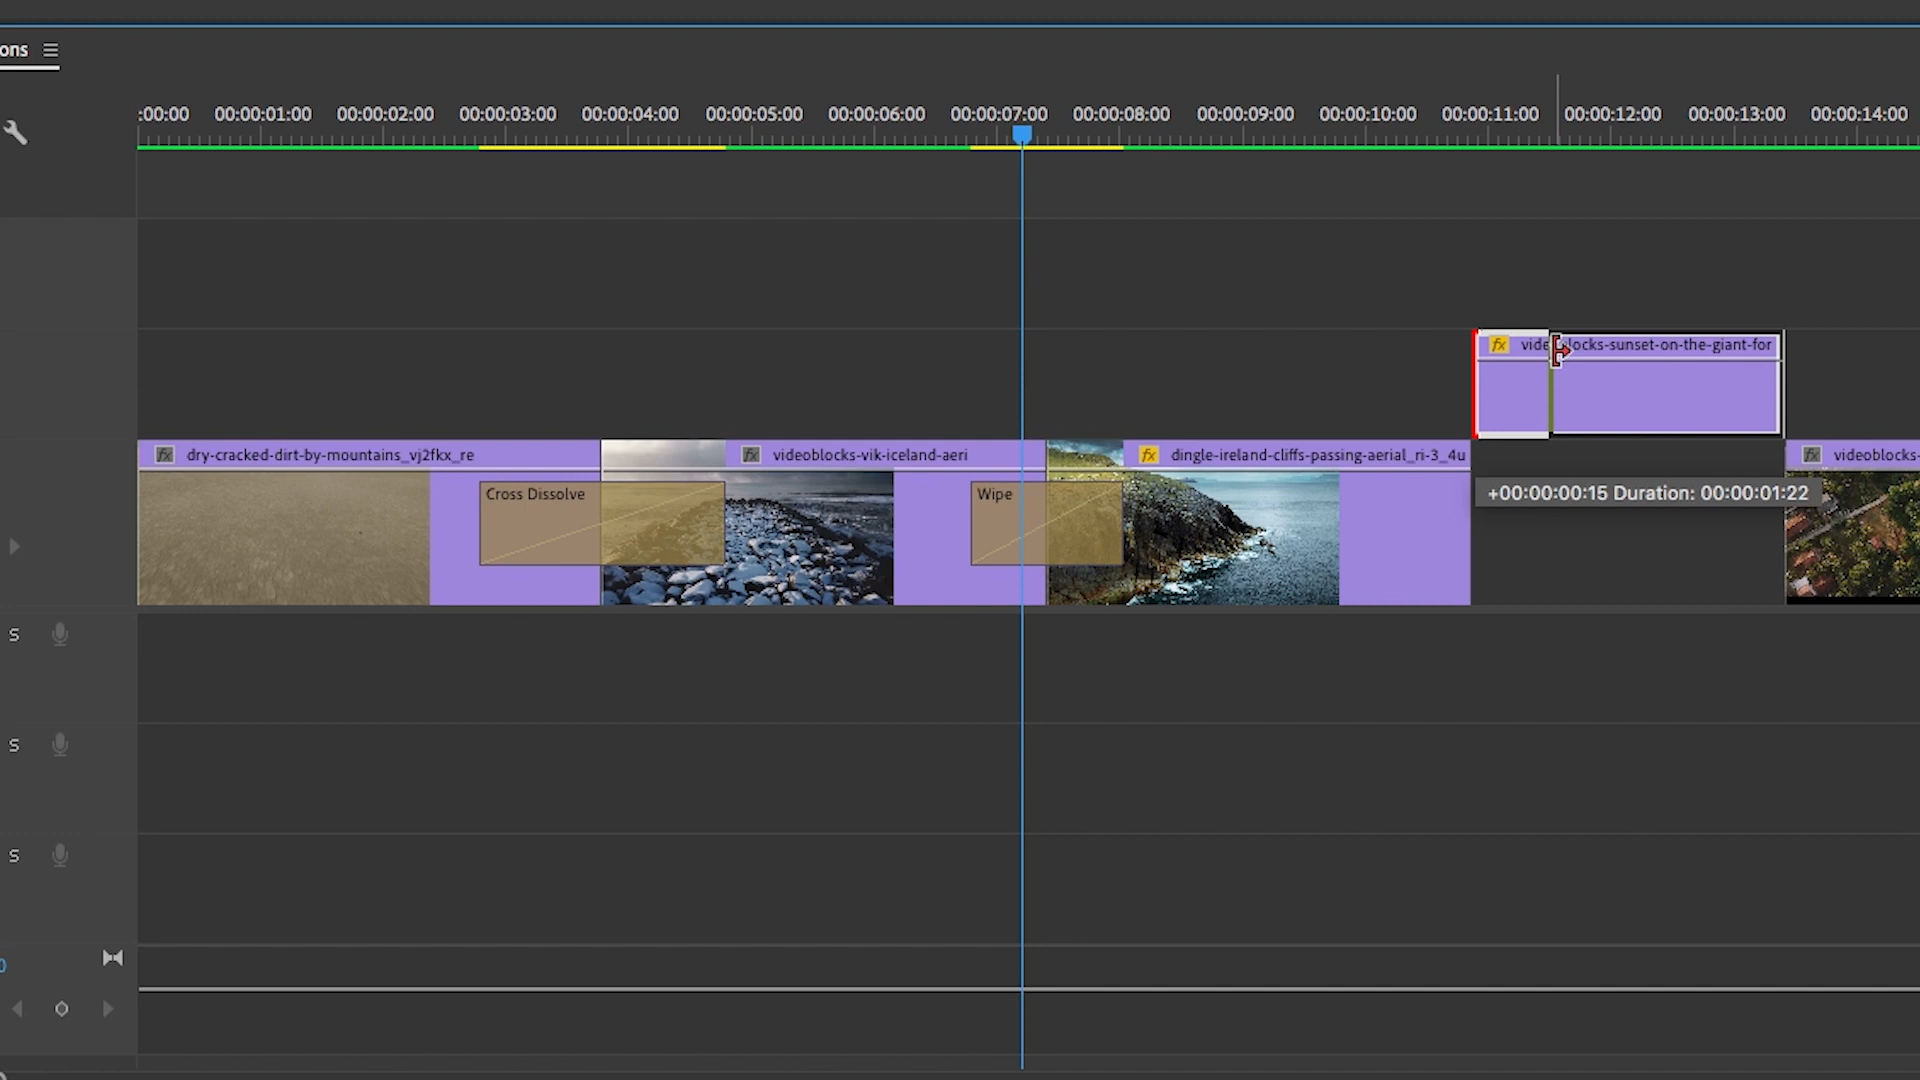 ons
:00:00 00:00:01:00 00:00:02:00 00:00:03:00 00:00:04:00 00:00:05:00 00:00:06:00 00:00:07:00 00:00:08:00 00:00:09:00 00:00:10:00 00:00:11:00 00:00:12:00 00:00:13:00 00:00:14:00
fx videoblocks-sunset-on-the-giant-for
fx dry-cracked-dirt-by-mountains_vj2fkx_re
fx videoblocks-vik-iceland-aeri
fx dingle-ireland-cliffs-passing-aerial_ri-3_4u
fx videoblocks-
Cross Dissolve
Wipe
+00:00:00:15 Duration: 00:00:01:22
S
S
S
0